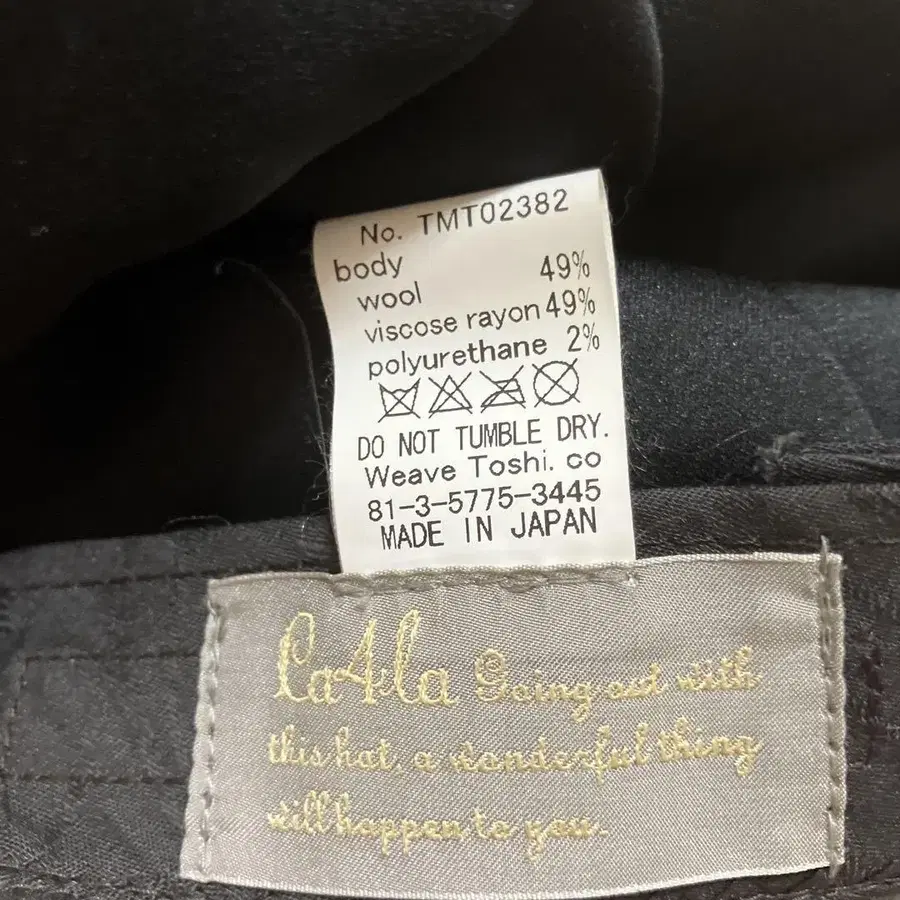 No. TMT02382
body
wool 49%
viscose rayon 49%
polyurethane 2%
DO NOT TUMBLE DRY.
Weave Toshi. co
81-3-5775-3445
MADE IN JAPAN
Ca4la ® Going out with
this hat, a wonderful thing
will happen to you.